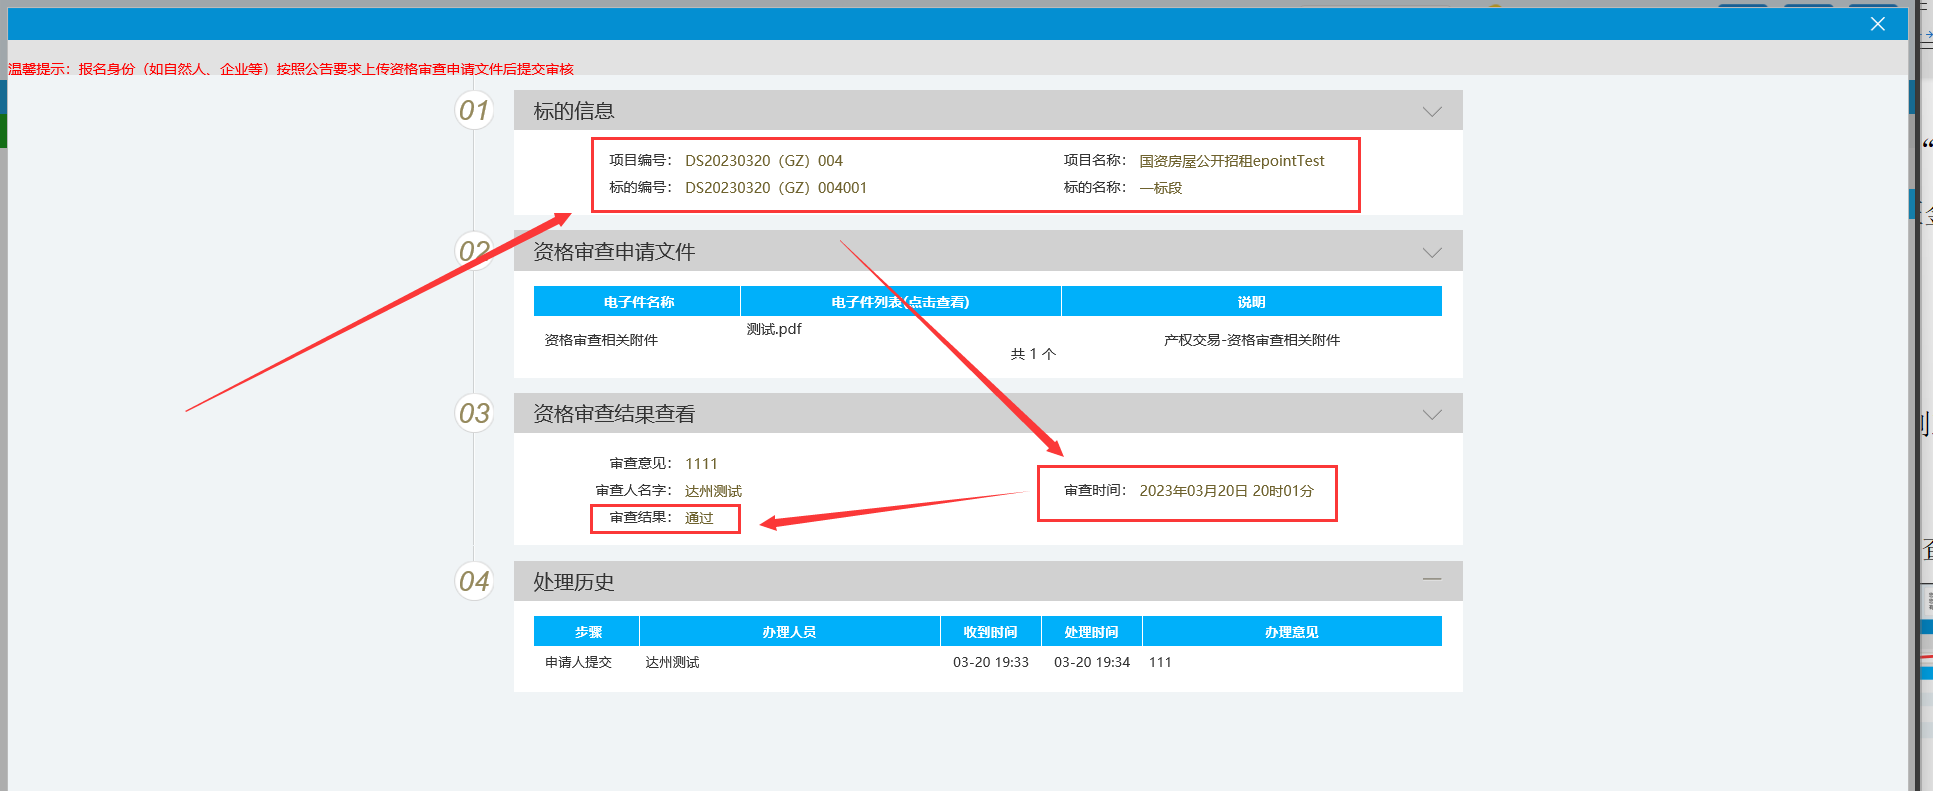 温馨提示：报名身份（如自然人、企业等）按照公告要求上传资格审查申请文件后提交审核
01 标的信息
项目编号： DS20230320（GZ）004 项目名称： 国资房屋公开招租epointTest
标的编号： DS20230320（GZ）004001 标的名称： 一标段
02 资格审查申请文件
电子件名称 电子件列表(点击查看) 说明
资格审查相关附件 测试.pdf 产权交易-资格审查相关附件
共 1 个
03 资格审查结果查看
审查意见： 1111
审查人名字： 达州测试 审查时间： 2023年03月20日 20时01分
审查结果： 通过
04 处理历史
步骤 办理人员 收到时间 处理时间 办理意见
申请人提交 达州测试 03-20 19:33 03-20 19:34 111